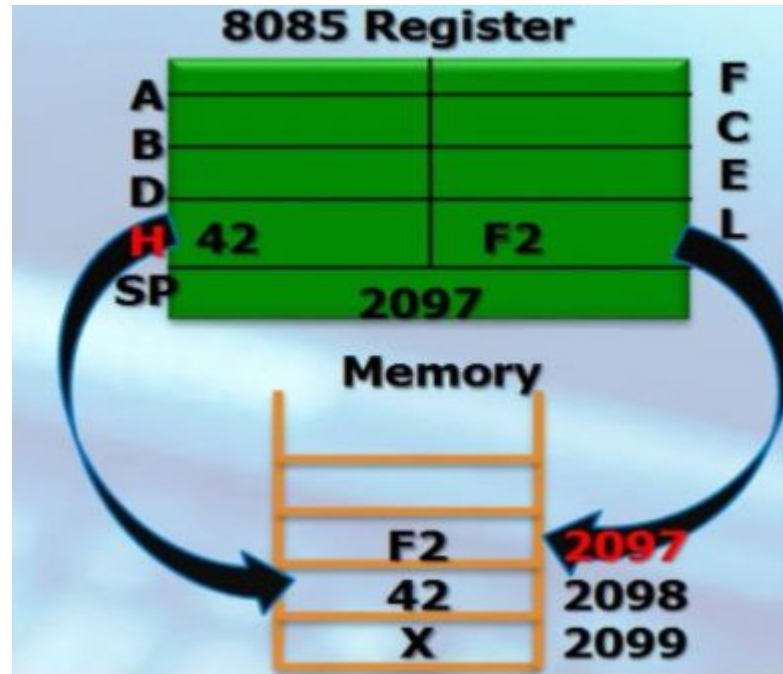 8085 Register
A F
B C
D E
H 42 F2 L
SP 2097
Memory
F2 2097
42 2098
X 2099